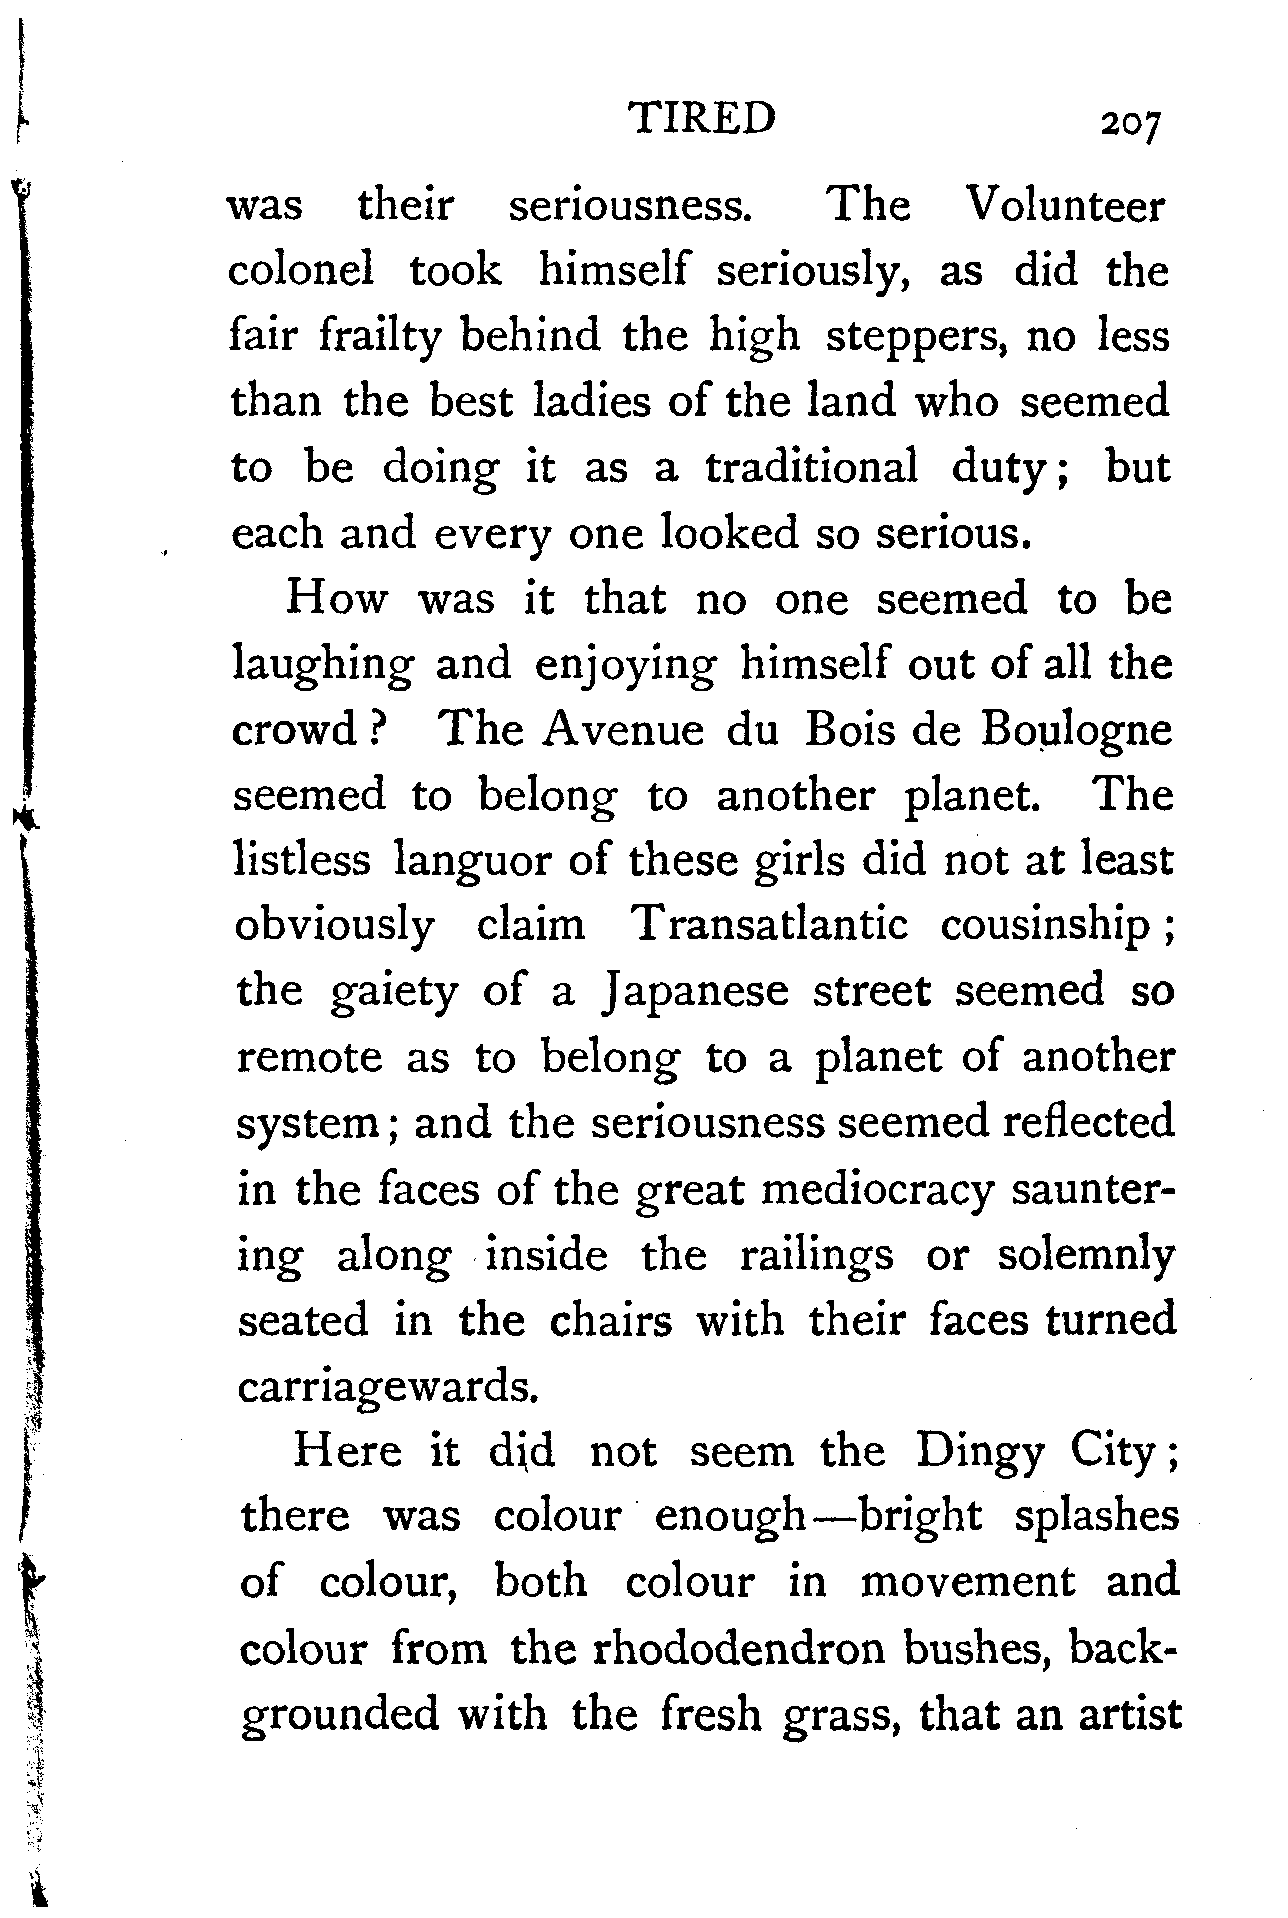 TIRED 207
was their seriousness. The Volunteer
colonel took himself seriously, as did the
fair frailty behind the high steppers, no less
than the best ladies of the land who seemed
to be doing it as a traditional duty; but
each and every one looked so serious.
How was it that no one seemed to be
laughing and enjoying himself out of all the
crowd? The Avenue du Bois de Boulogne
seemed to belong to another planet. The
listless languor of these girls did not at least
obviously claim Transatlantic cousinship;
the gaiety of a Japanese street seemed so
remote as to belong to a planet of another
system; and the seriousness seemed reflected
in the faces of the great mediocracy saunter-
ing along inside the railings or solemnly
seated in the chairs with their faces turned
carriagewards.
Here it did not seem the Dingy City;
there was colour enough—bright splashes
of colour, both colour in movement and
colour from the rhododendron bushes, back-
grounded with the fresh grass, that an artist